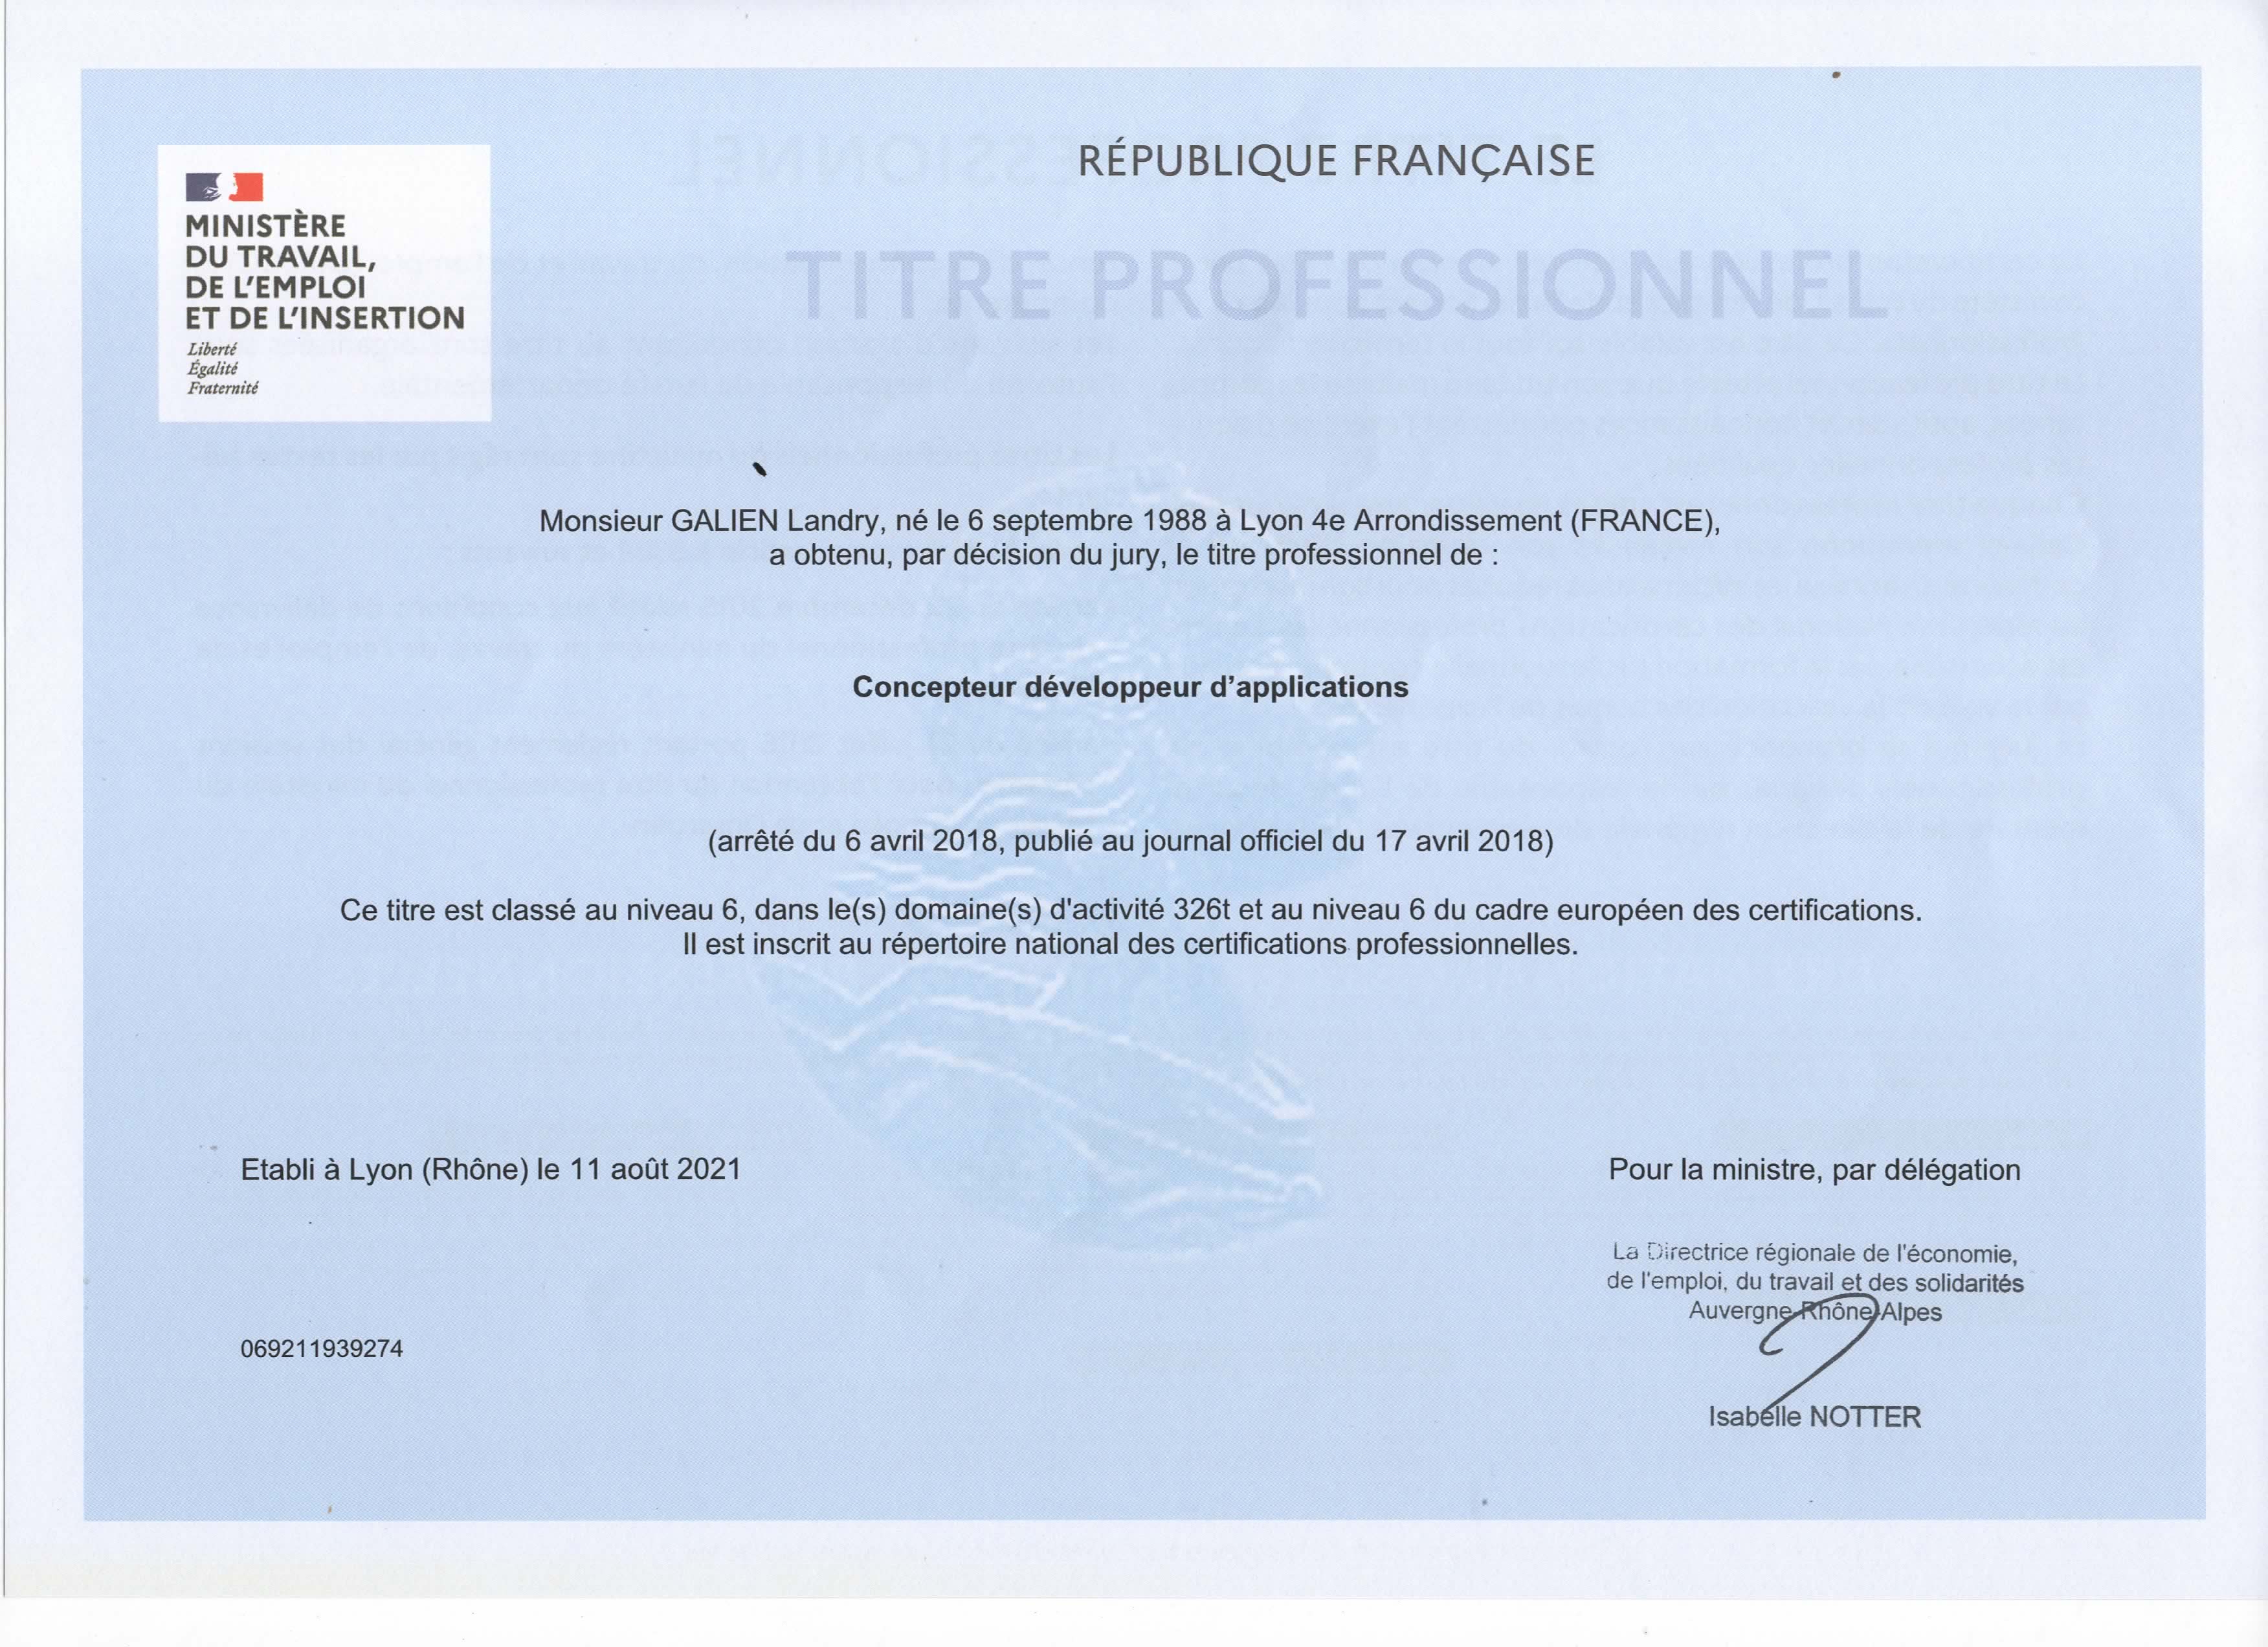 RÉPUBLIQUE FRANÇAISE
TITRE PROFESSIONNEL
MINISTÈRE
DU TRAVAIL,
DE L'EMPLOI
ET DE L'INSERTION
Liberté
Égalité
Fraternité
Monsieur GALIEN Landry, né le 6 septembre 1988 à Lyon 4e Arrondissement (FRANCE),
a obtenu, par décision du jury, le titre professionnel de :
Concepteur développeur d'applications
(arrêté du 6 avril 2018, publié au journal officiel du 17 avril 2018)
Ce titre est classé au niveau 6, dans le(s) domaine(s) d'activité 326t et au niveau 6 du cadre européen des certifications.
Il est inscrit au répertoire national des certifications professionnelles.
Etabli à Lyon (Rhône) le 11 août 2021
Pour la ministre, par délégation
La Directrice régionale de l'économie,
de l'emploi, du travail et des solidarités
Auvergne-Rhône-Alpes
069211939274
Isabelle NOTTER